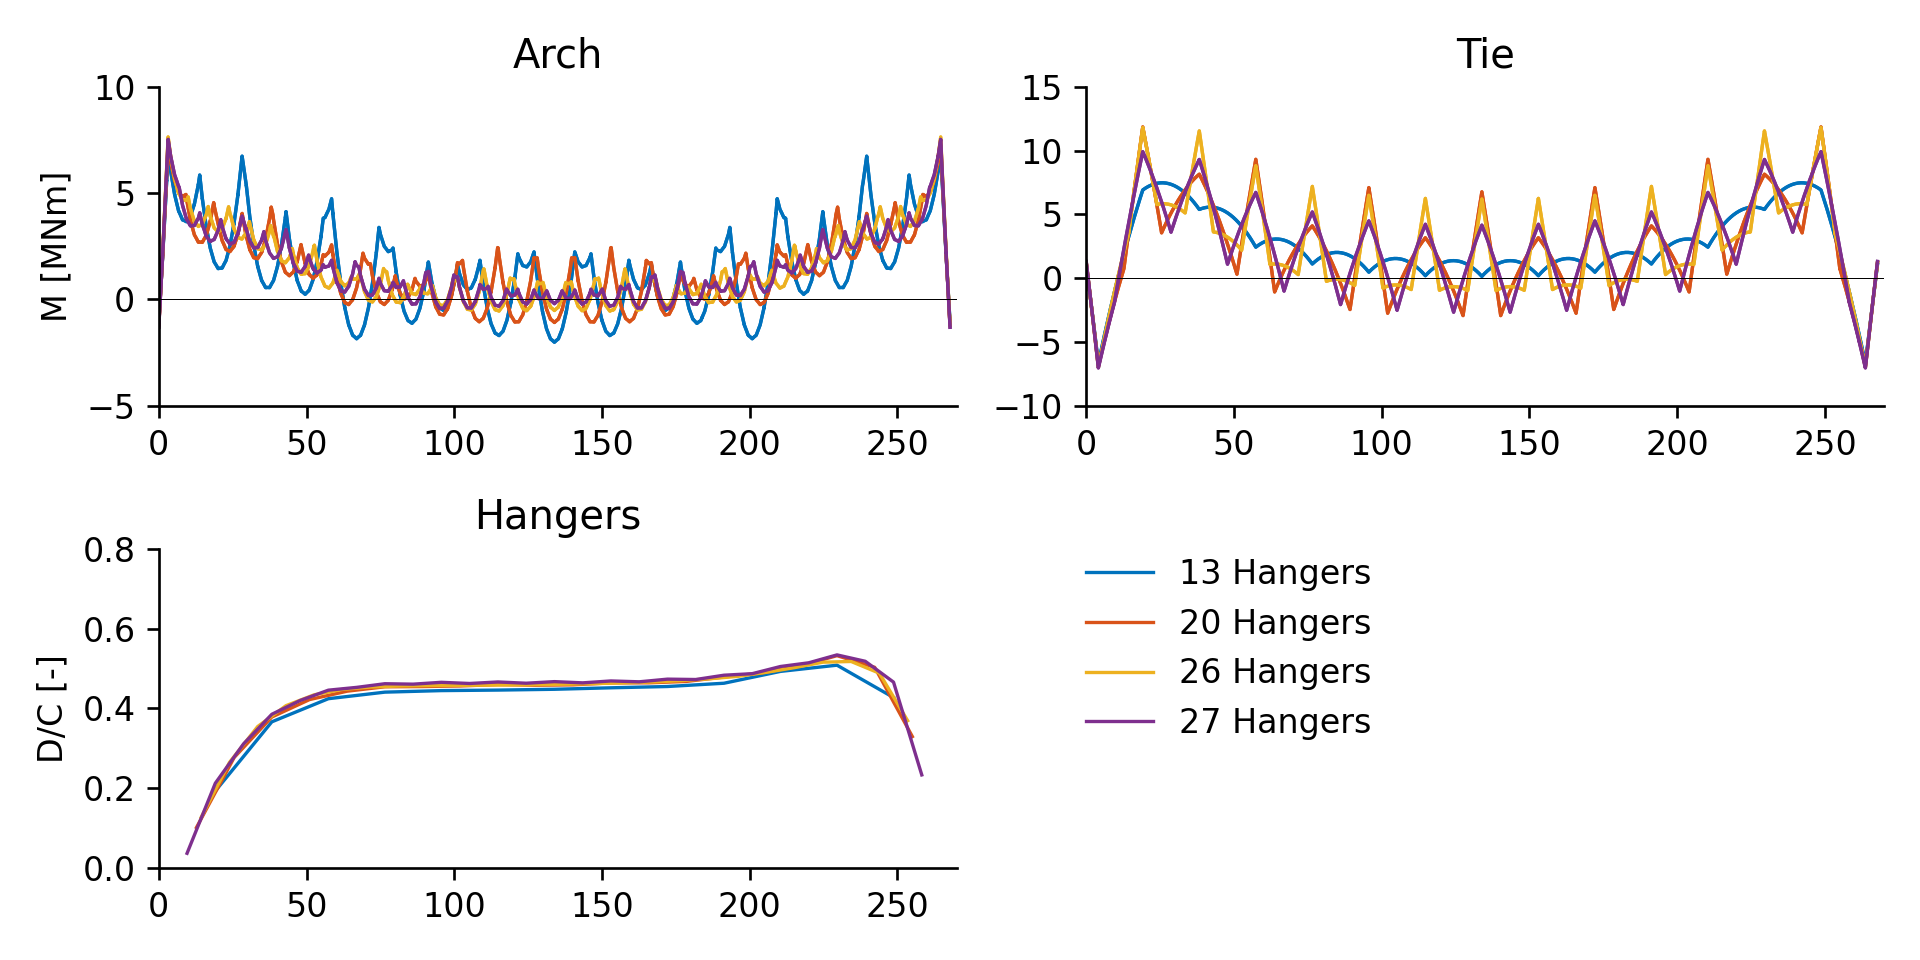 Arch
M [MNm]
10
5
0
−5
0 50 100 150 200 250
Tie
15
10
5
0
−5
−10
0 50 100 150 200 250
Hangers
D/C [-]
0.8
0.6
0.4
0.2
0.0
0 50 100 150 200 250
13 Hangers
20 Hangers
26 Hangers
27 Hangers